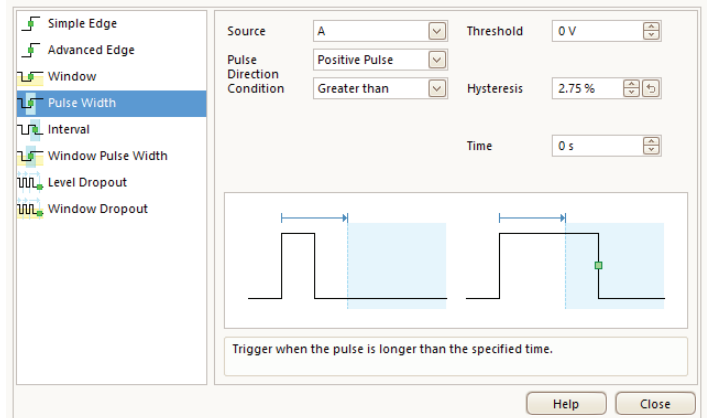 Simple Edge
Advanced Edge
Window
Pulse Width
Interval
Window Pulse Width
Level Dropout
Window Dropout
Source A Threshold 0 V
Pulse Direction Positive Pulse
Condition Greater than Hysteresis 2.75 %
Time 0 s
Trigger when the pulse is longer than the specified time.
Help Close